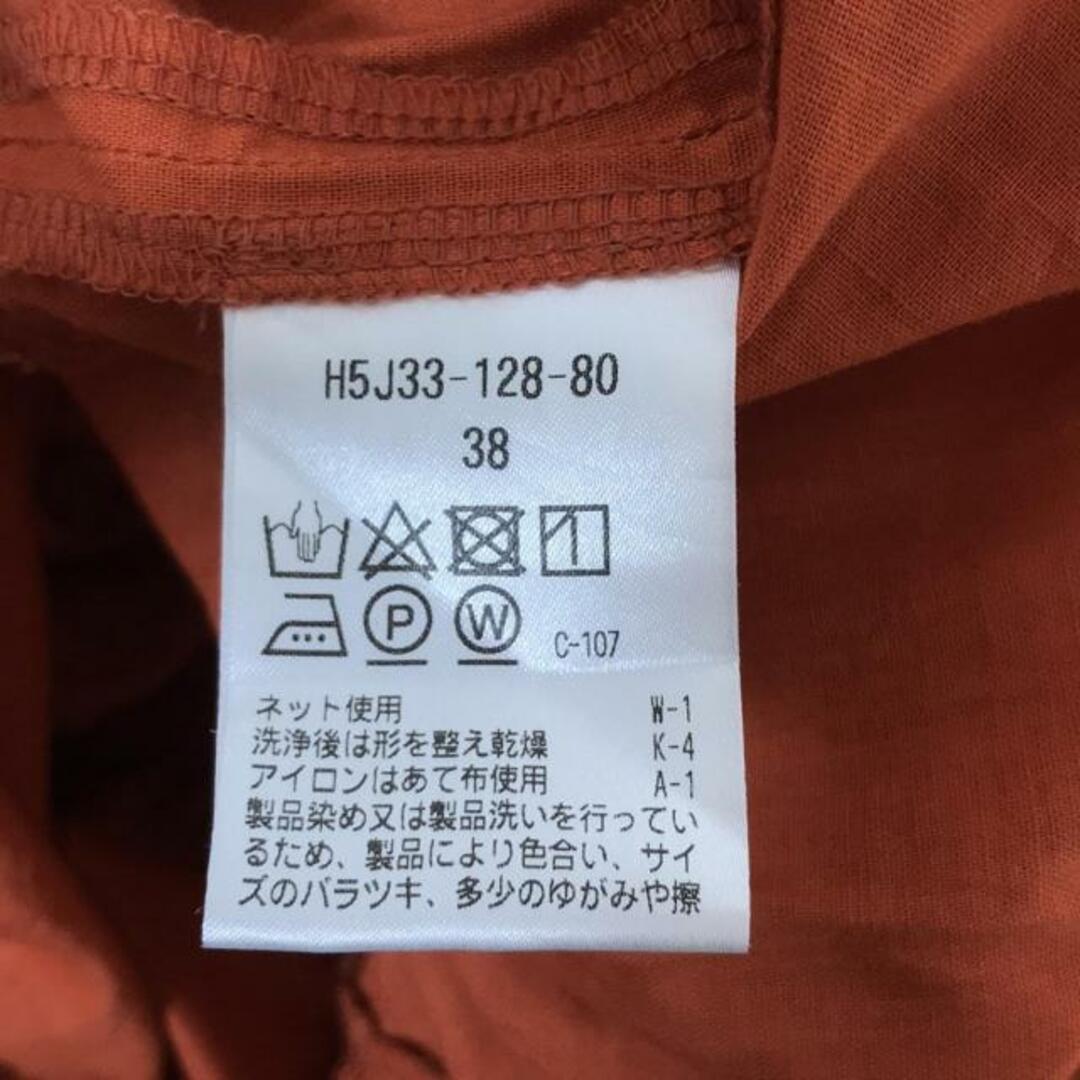 H5J33-128-80
38
P W C-107
ネット使用 W-1
洗浄後は形を整え乾燥 K-4
アイロンはあて布使用 A-1
製品染め又は製品洗いを行ってい
るため、製品により色合い、サイ
ズのバラツキ、多少のゆがみや擦